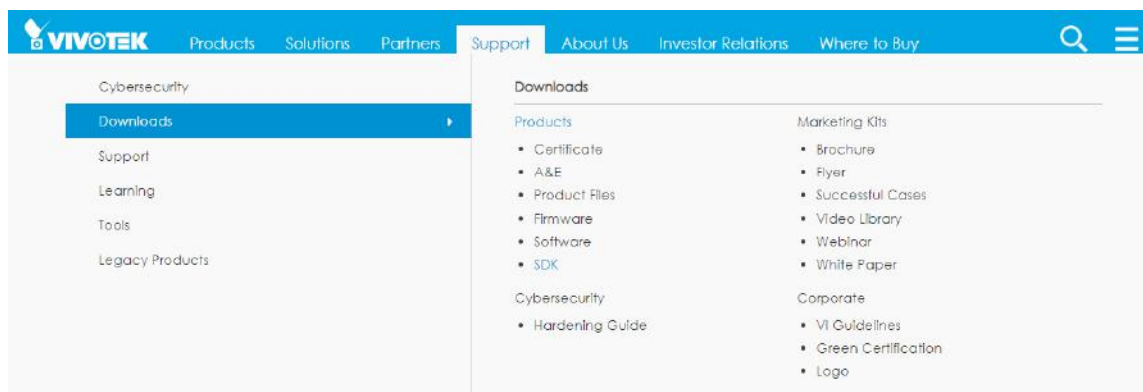 VIVOTEK Products Solutions Partners Support About Us Investor Relations Where to Buy
Cybersecurity
Downloads
Support
Learning
Tools
Legacy Products
Downloads
Products
• Certificate
• A&E
• Product Files
• Firmware
• Software
• SDK
Cybersecurity
• Hardening Guide
Marketing Kits
• Brochure
• Flyer
• Successful Cases
• Video Library
• Webinar
• White Paper
Corporate
• VI Guidelines
• Green Certification
• Logo